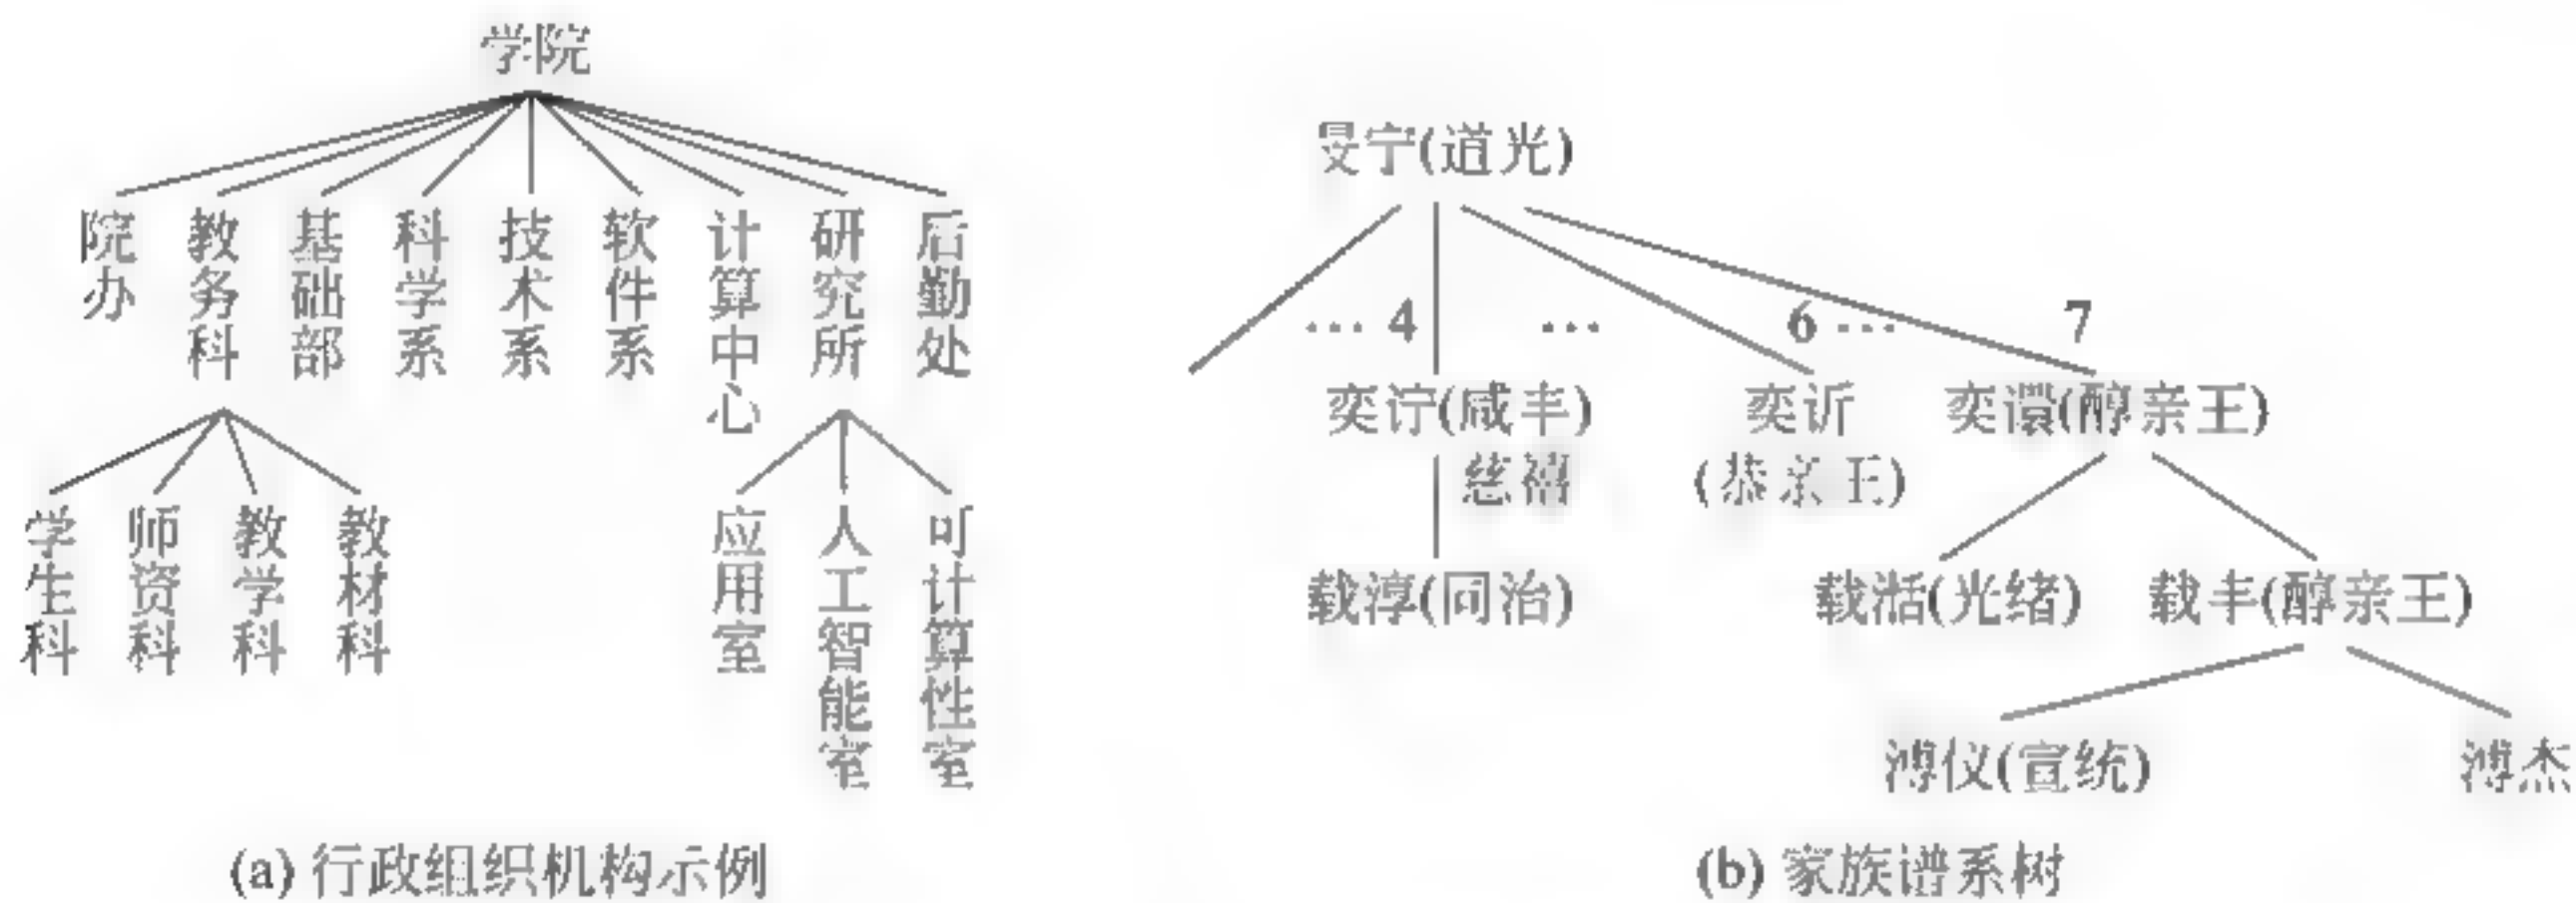 学院
院办
教务科
基础部
科学系
技术系
软件系
计算中心
研究所
后勤处
学生科
师资科
教学科
教材科
应用室
人工智能室
可计算性室
(a) 行政组织机构示例
旻宁(道光)
… 4 … 6 … 7
奕詝(咸丰)
慈禧
奕䜣
(恭亲王)
奕譞(醇亲王)
载淳(同治)
载湉(光绪)
载丰(醇亲王)
溥仪(宣统)
溥杰
(b) 家族谱系树